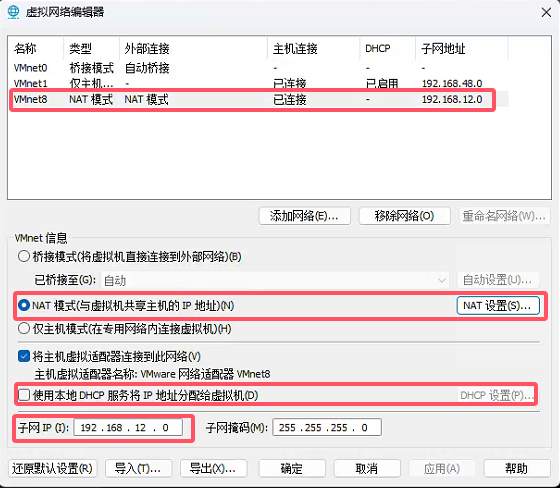 虚拟网络编辑器
名称 类型 外部连接 主机连接 DHCP 子网地址
VMnet0 桥接模式 自动桥接 - - -
VMnet1 仅主机... - 已连接 已启用 192.168.48.0
VMnet8 NAT 模式 NAT 模式 已连接 - 192.168.12.0
添加网络(E)... 移除网络(O) 重命名网络(W)...
VMnet 信息
桥接模式(将虚拟机直接连接到外部网络)(B)
已桥接至(G): 自动 自动设置(U)...
NAT 模式(与虚拟机共享主机的 IP 地址)(N) NAT 设置(S)...
仅主机模式(在专用网络内连接虚拟机)(H)
将主机虚拟适配器连接到此网络(V)
主机虚拟适配器名称: VMware 网络适配器 VMnet8
使用本地 DHCP 服务将 IP 地址分配给虚拟机(D) DHCP 设置(P)...
子网 IP (I): 192 . 168 . 12 . 0 子网掩码(M): 255 . 255 . 255 . 0
还原默认设置(R) 导入(T)... 导出(X)... 确定 取消 应用(A) 帮助